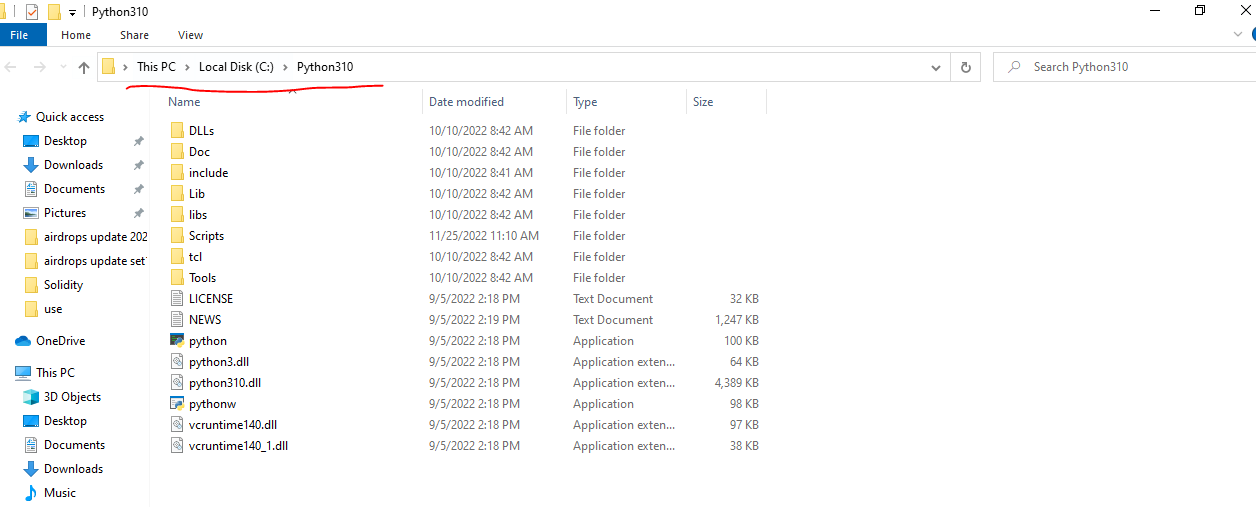 Python310
File Home Share View
This PC Local Disk (C:) Python310 Search Python310
Name Date modified Type Size
Quick access
Desktop
Downloads
Documents
Pictures
airdrops update 202
airdrops update set
Solidity
use
OneDrive
This PC
3D Objects
Desktop
Documents
Downloads
Music
DLLs 10/10/2022 8:42 AM File folder
Doc 10/10/2022 8:42 AM File folder
include 10/10/2022 8:41 AM File folder
Lib 10/10/2022 8:42 AM File folder
libs 10/10/2022 8:42 AM File folder
Scripts 11/25/2022 11:10 AM File folder
tcl 10/10/2022 8:42 AM File folder
Tools 10/10/2022 8:42 AM File folder
LICENSE 9/5/2022 2:18 PM Text Document 32 KB
NEWS 9/5/2022 2:19 PM Text Document 1,247 KB
python 9/5/2022 2:18 PM Application 100 KB
python3.dll 9/5/2022 2:18 PM Application exten... 64 KB
python310.dll 9/5/2022 2:18 PM Application exten... 4,389 KB
pythonw 9/5/2022 2:18 PM Application 98 KB
vcruntime140.dll 9/5/2022 2:18 PM Application exten... 97 KB
vcruntime140_1.dll 9/5/2022 2:18 PM Application exten... 38 KB